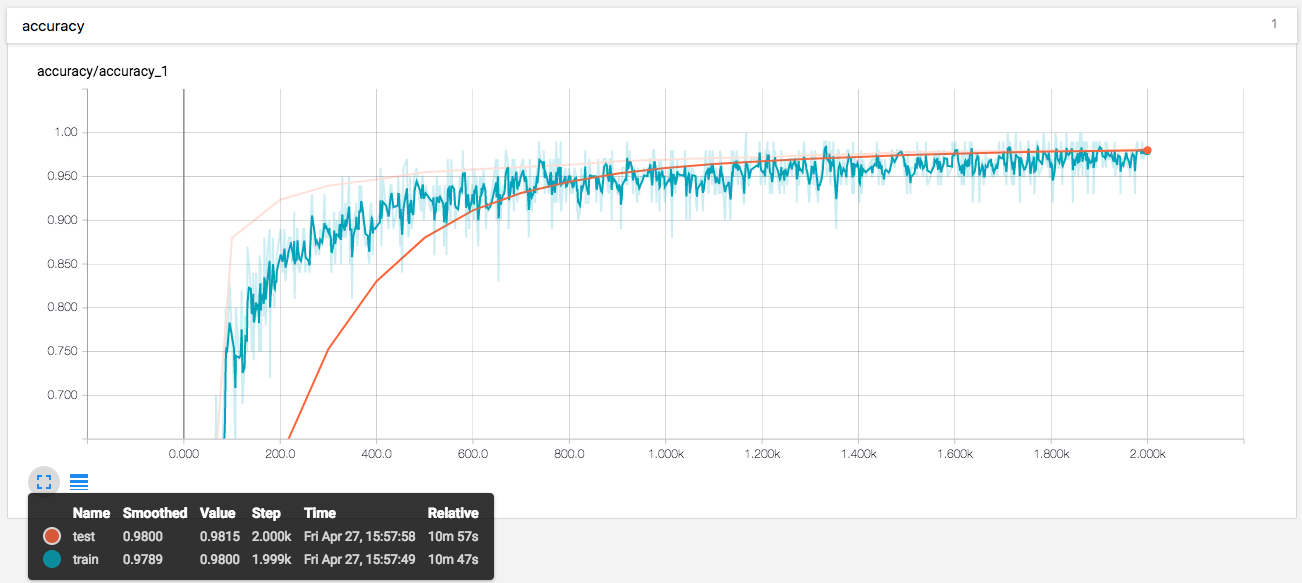 accuracy 1
accuracy/accuracy_1
1.00
0.950
0.900
0.850
0.800
0.750
0.700
0.000 200.0 400.0 600.0 800.0 1.000k 1.200k 1.400k 1.600k 1.800k 2.000k
Name Smoothed Value Step Time Relative
test 0.9800 0.9815 2.000k Fri Apr 27, 15:57:58 10m 57s
train 0.9789 0.9800 1.999k Fri Apr 27, 15:57:49 10m 47s